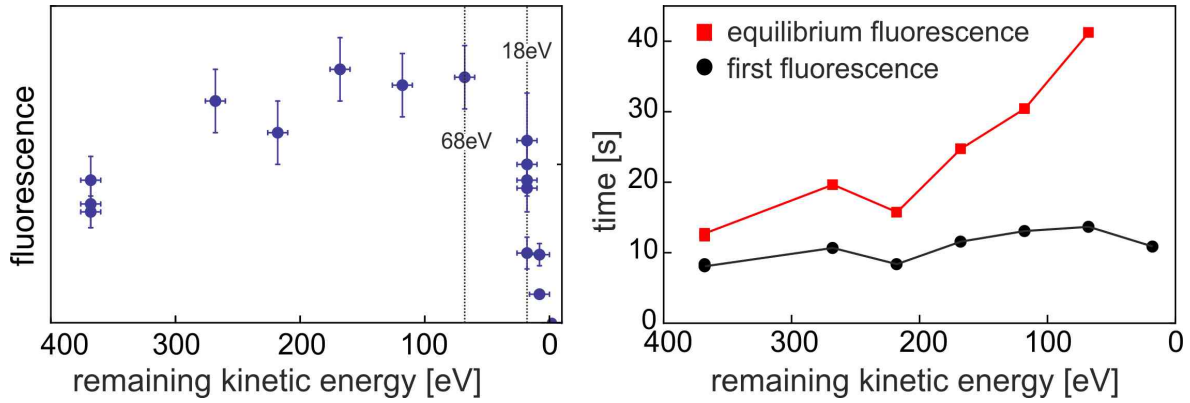 fluorescence
18eV
68eV
400 300 200 100 0
remaining kinetic energy [eV]
equilibrium fluorescence
first fluorescence
time [s]
40
30
20
10
0
400 300 200 100 0
remaining kinetic energy [eV]